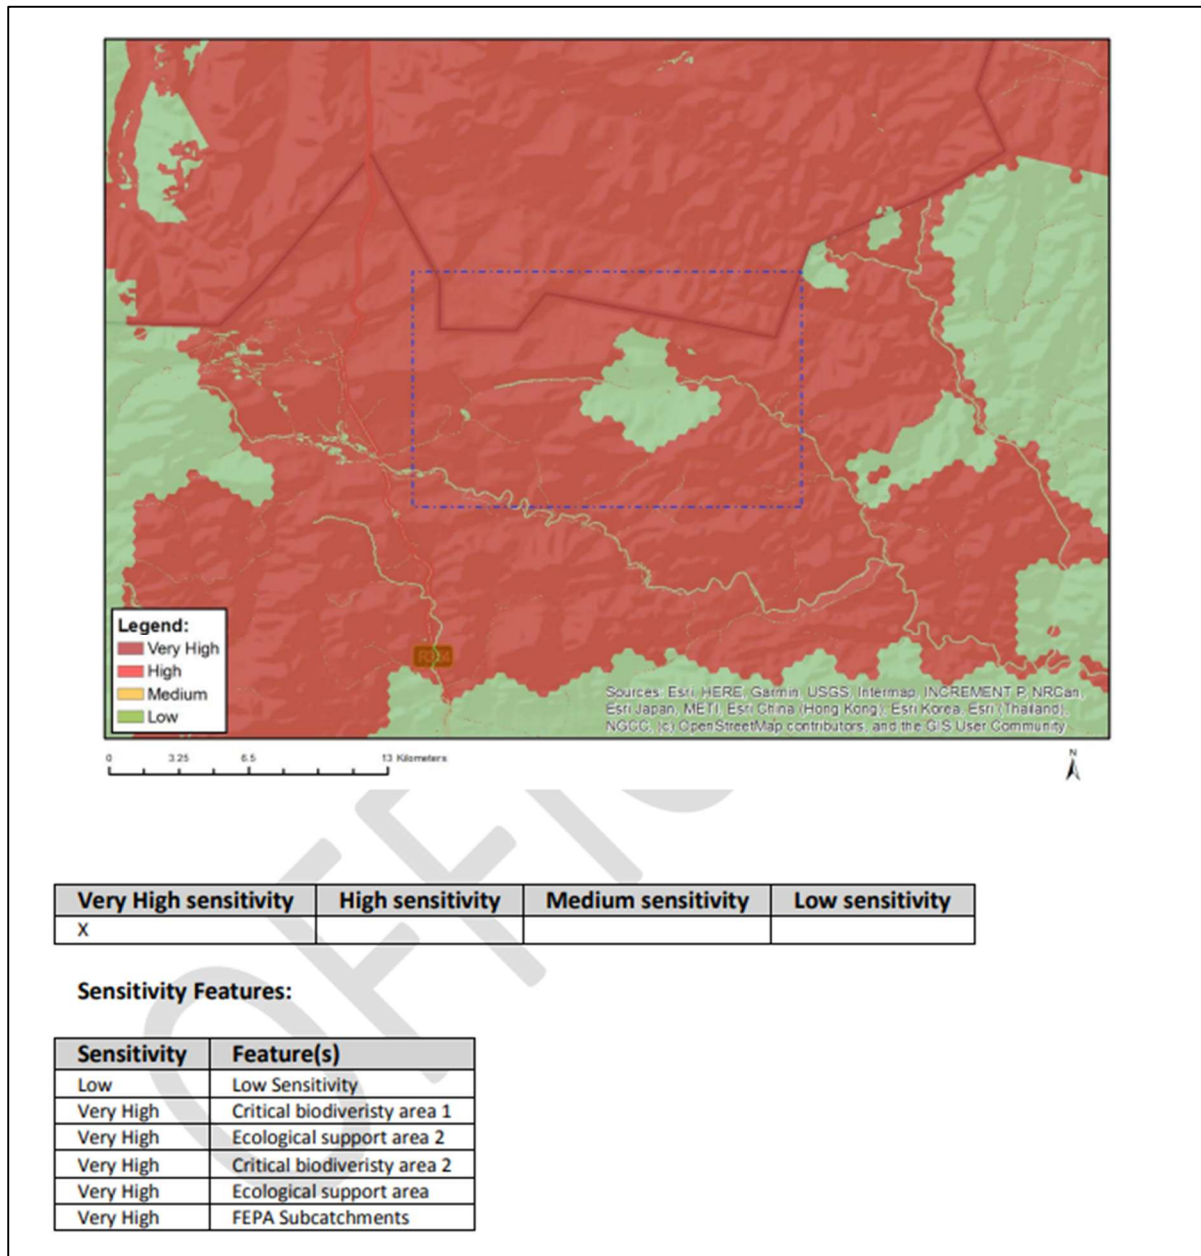 Legend:
Very High
High
Medium
Low
Sources: Esri, HERE, Garmin, USGS, Intermap, INCREMENT P, NRCan,
Esri Japan, METI, Esri China (Hong Kong), Esri Korea, Esri (Thailand),
NGCC, (c) OpenStreetMap contributors, and the GIS User Community
0 3.25 6.5 13 Kilometers
N
Very High sensitivity High sensitivity Medium sensitivity Low sensitivity
X
Sensitivity Features:
Sensitivity Feature(s)
Low Low Sensitivity
Very High Critical biodiveristy area 1
Very High Ecological support area 2
Very High Critical biodiveristy area 2
Very High Ecological support area
Very High FEPA Subcatchments